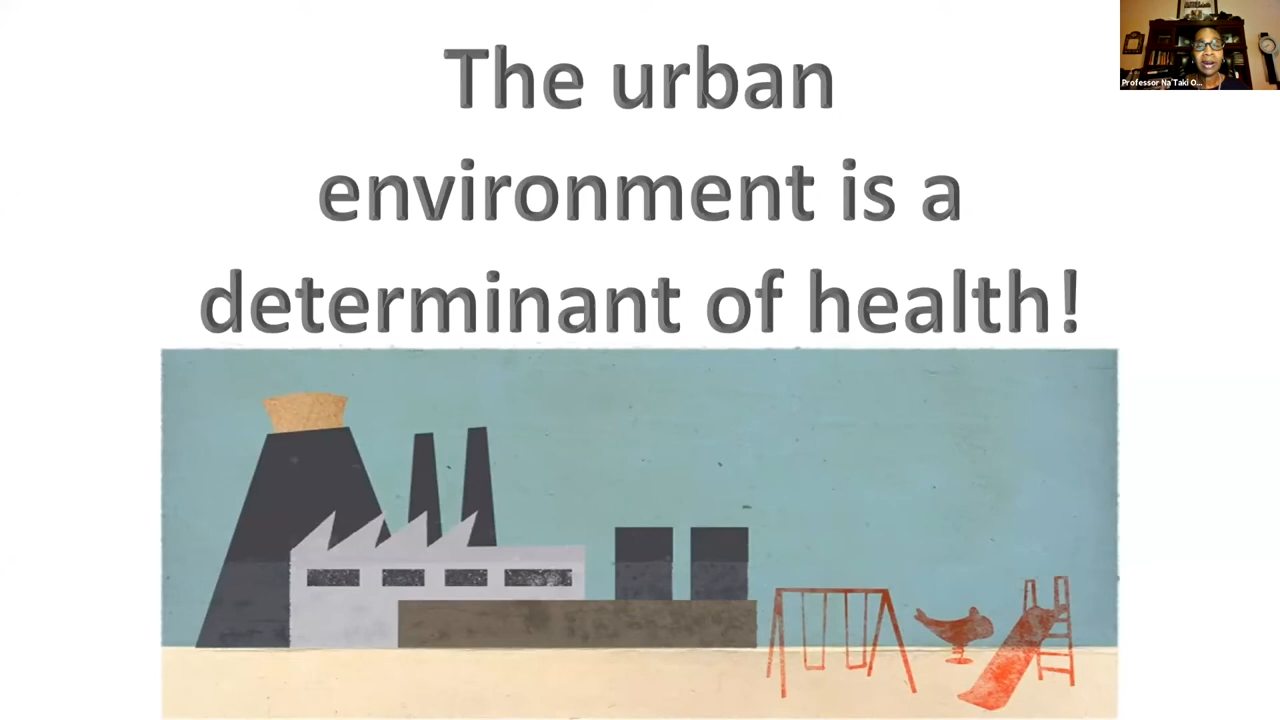 The urban
environment is a
determinant of health!
Professor Na'Taki O...